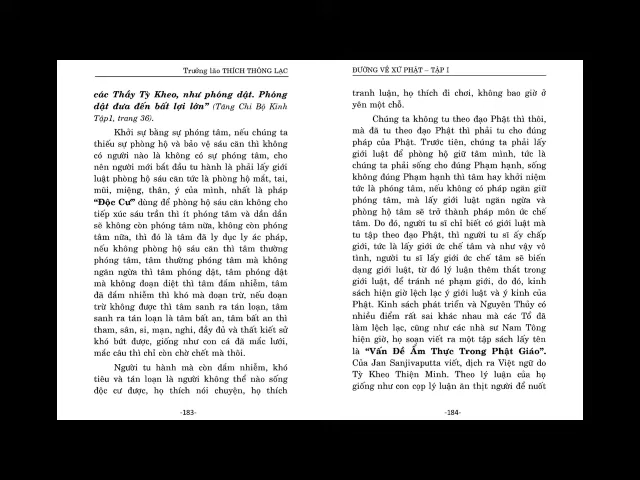 Trưởng lão THÍCH THÔNG LẠC
các Thầy Tỳ Kheo, như phóng dật. Phóng
dật đưa đến bất lợi lớn” (Tăng Chi Bộ Kinh
Tập1, trang 36).
Khởi sự bằng sự phóng tâm, nếu chúng ta
thiếu sự phòng hộ và bảo vệ sáu căn thì không
có người nào là không có sự phóng tâm, cho
nên người mới bắt đầu tu hành là phải lấy giới
luật phòng hộ sáu căn tức là phòng hộ mắt, tai,
mũi, miệng, thân, ý của mình, nhất là pháp
“Độc Cư” dùng để phòng hộ sáu căn không cho
tiếp xúc sáu trần thì ít phóng tâm và dần dần
sẽ không còn phóng tâm nữa, không còn phóng
tâm nữa, thì đó là tâm đã ly dục ly ác pháp,
nếu không phòng hộ sáu căn thì tâm thường
phóng tâm, tâm thường phóng tâm mà không
ngăn ngừa thì tâm phóng dật, tâm phóng dật
mà không đoạn diệt thì tâm đắm nhiễm, tâm
đã đắm nhiễm thì khó mà đoạn trừ, nếu đoạn
trừ không được thì tâm sanh ra tán loạn, tâm
sanh ra tán loạn là tâm bất an, tâm bất an thì
tham, sân, si, mạn, nghi, đầy đủ và thất kiết sử
khó bứt được, giống như con cá đã mắc lưới,
mắc câu thì chỉ còn chờ chết mà thôi.
Người tu hành mà còn đắm nhiễm, khó
tiêu và tán loạn là người không thể nào sống
độc cư được, họ thích nói chuyện, họ thích
-183-
ĐƯỜNG VỀ XỨ PHẬT – TẬP I
tranh luận, họ thích đi chơi, không bao giờ ở
yên một chỗ.
Chúng ta không tu theo đạo Phật thì thôi,
mà đã tu theo đạo Phật thì phải tu cho đúng
pháp của Phật. Trước tiên, chúng ta phải lấy
giới luật để phòng hộ giữ tâm mình, tức là
chúng ta phải sống cho đúng Phạm hạnh, sống
không đúng Phạm hạnh thì tâm hay khởi niệm
tức là phóng tâm, nếu không có pháp ngăn giữ
phóng tâm, mà lấy giới luật ngăn ngừa và
phòng hộ tâm sẽ trở thành pháp môn ức chế
tâm. Do đó, người tu sĩ chỉ biết có giới luật mà
tu tập theo đạo Phật, thì người tu sĩ ấy chấp
giới, tức là lấy giới ức chế tâm và như vậy vô
tình, người tu sĩ lấy giới ức chế tâm sẽ biến
dạng giới luật, từ đó lý luận thêm thắt trong
giới luật, để tránh né phạm giới, do đó, kinh
sách hiện giờ lệch lạc ý giới luật và ý kinh của
Phật. Kinh sách phát triển và Nguyên Thủy có
nhiều điểm rất sai khác nhau mà các Tổ đã
làm lệch lạc, cũng như các nhà sư Nam Tông
hiện giờ, họ soạn viết ra một tập sách lấy tên
là “Vấn Đề Ẩm Thực Trong Phật Giáo”.
Của Jan Sanjivaputta viết, dịch ra Việt ngữ do
Tỳ Kheo Thiện Minh. Theo lý luận của họ
giống như con cọp lý luận ăn thịt người để nuốt
-184-